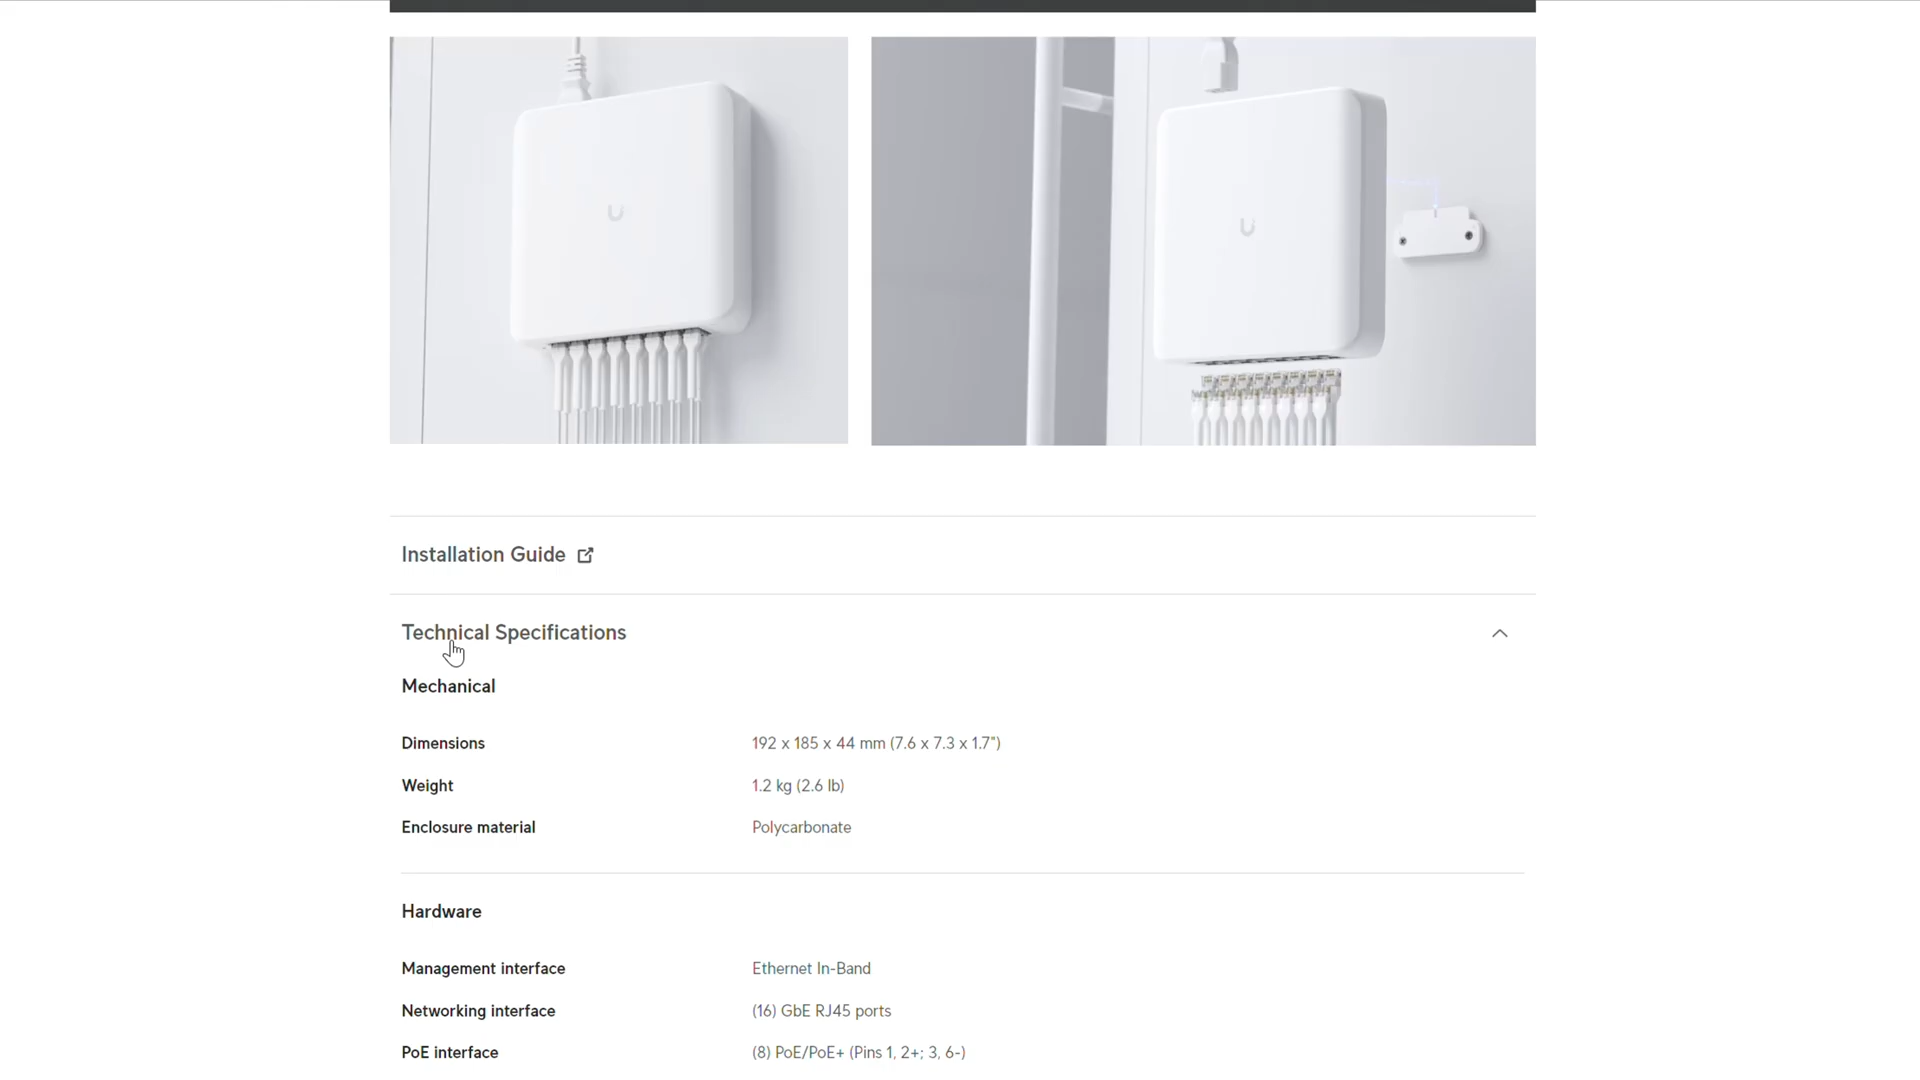 Installation Guide
Technical Specifications
Mechanical
Dimensions 192 x 185 x 44 mm (7.6 x 7.3 x 1.7")
Weight 1.2 kg (2.6 lb)
Enclosure material Polycarbonate
Hardware
Management interface Ethernet In-Band
Networking interface (16) GbE RJ45 ports
PoE interface (8) PoE/PoE+ (Pins 1, 2+; 3, 6-)